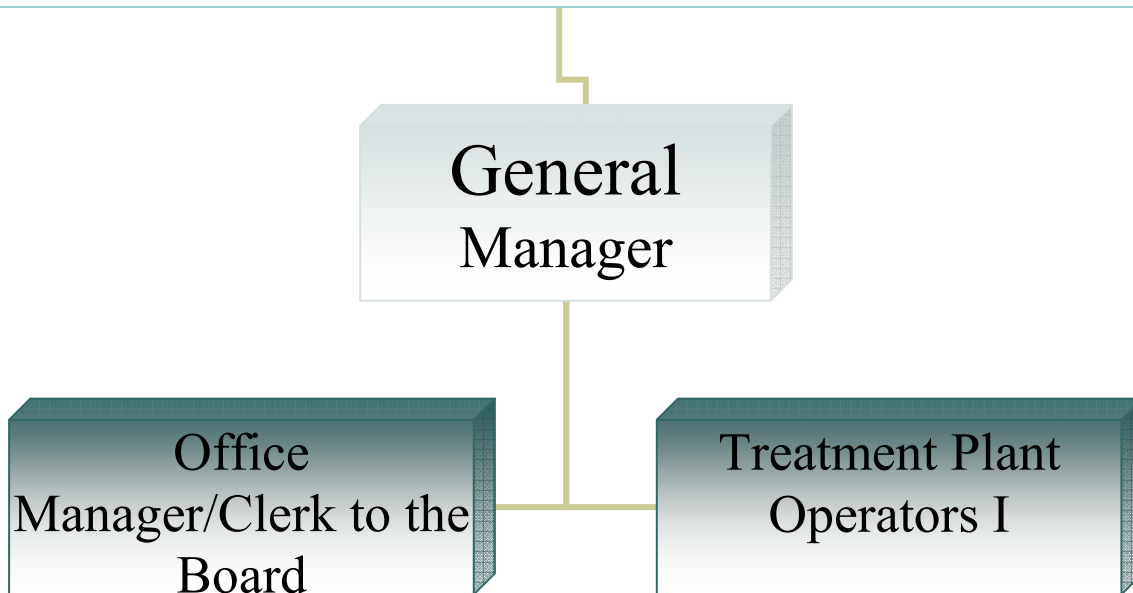 General
Manager
Office
Manager/Clerk to the
Board
Treatment Plant
Operators I